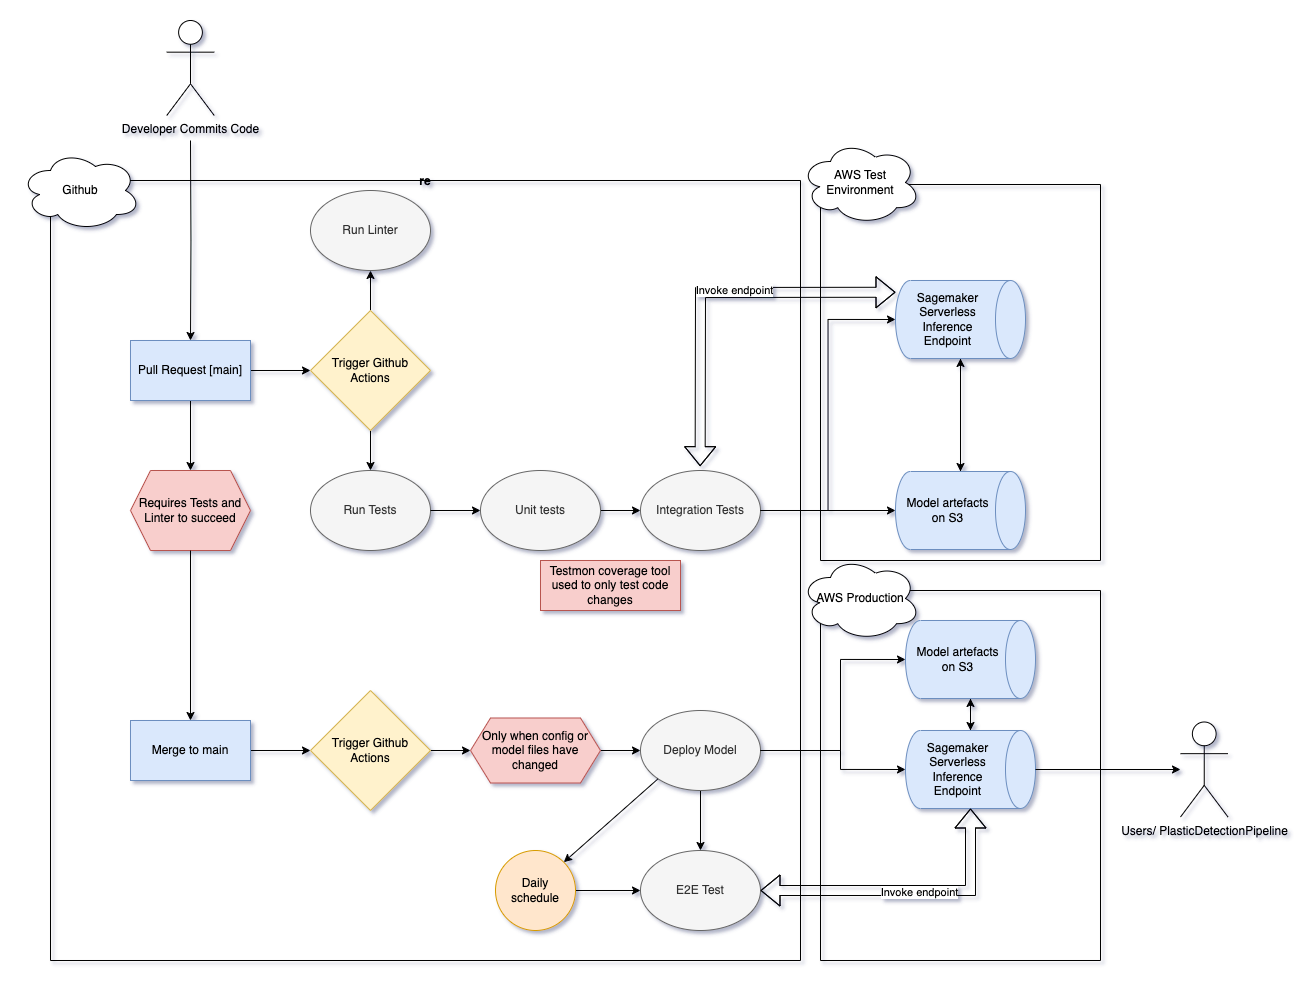 Developer Commits Code
Github
re
AWS Test
Environment
Run Linter
Invoke endpoint
Sagemaker
Serverless
Inference
Endpoint
Pull Request [main]
Trigger Github
Actions
Requires Tests and
Linter to succeed
Run Tests
Unit tests
Integration Tests
Model artefacts
on S3
Testmon coverage tool
used to only test code
changes
AWS Production
Model artefacts
on S3
Merge to main
Trigger Github
Actions
Only when config or
model files have
changed
Deploy Model
Sagemaker
Serverless
Inference
Endpoint
Users/ PlasticDetectionPipeline
Daily
schedule
E2E Test
Invoke endpoint